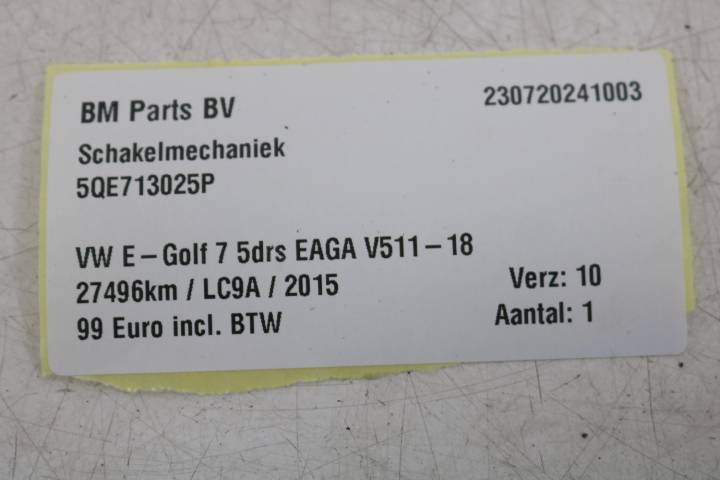 BM Parts BV 230720241003
Schakelmechaniek
5QE713025P
VW E-Golf 7 5drs EAGA V511-18
27496km / LC9A / 2015 Verz: 10
99 Euro incl. BTW Aantal: 1